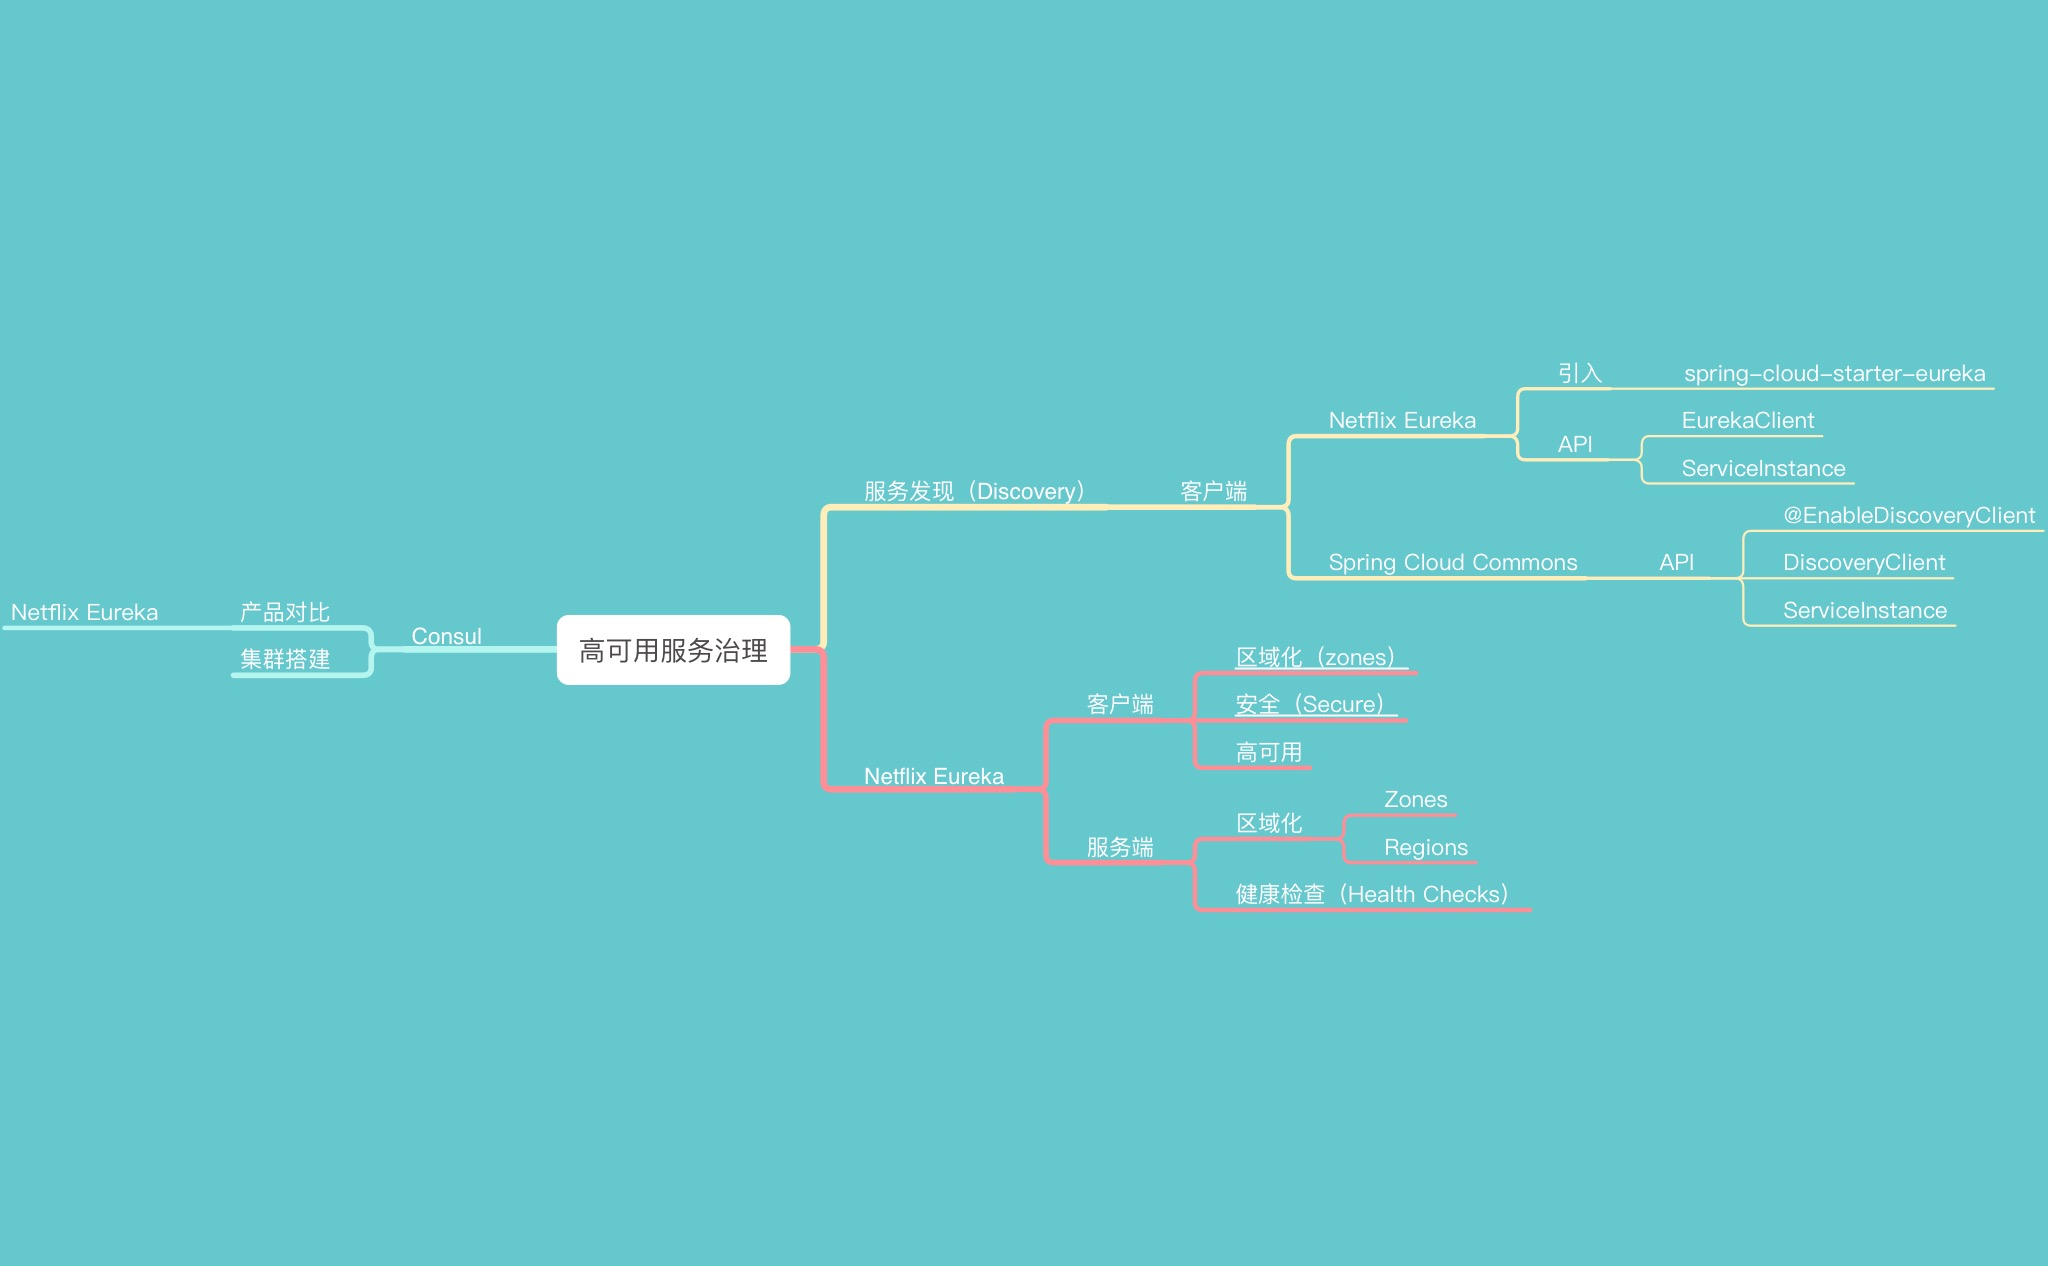 高可用服务治理
服务发现（Discovery）
客户端
Netflix Eureka
引入
spring-cloud-starter-eureka
API
EurekaClient
ServiceInstance
Spring Cloud Commons
API
@EnableDiscoveryClient
DiscoveryClient
ServiceInstance
Netflix Eureka
客户端
区域化（zones）
安全（Secure）
高可用
服务端
区域化
Zones
Regions
健康检查（Health Checks）
Consul
产品对比
Netflix Eureka
集群搭建